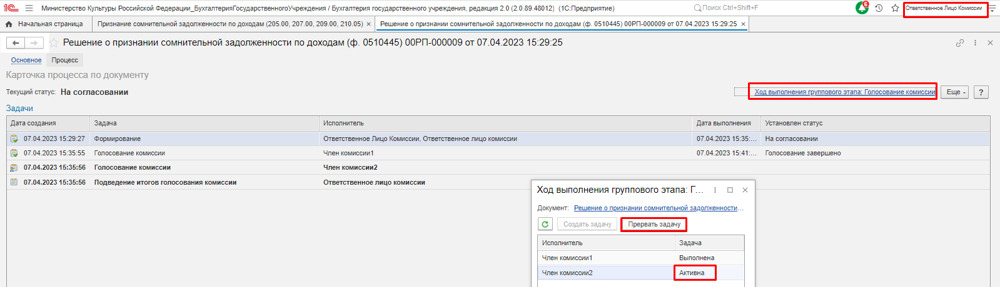 1С Министерство Культуры Российской Федерации_БухгалтерияГосударственногоУчреждения / Бухгалтерия государственного учреждения, редакция 2.0 (2.0.89.48012) (1С:Предприятие) Поиск Ctrl+Shift+F 6 Ответственное Лицо Комиссии
Начальная страница Признание сомнительной задолженности по доходам (205.00, 207.00, 209.00, 210.05) × Решение о признании сомнительной задолженности по доходам (ф. 0510445) 00РП-000009 от 07.04.2023 15:29:25 ×
Решение о признании сомнительной задолженности по доходам (ф. 0510445) 00РП-000009 от 07.04.2023 15:29:25
Основное Процесс
Карточка процесса по документу
Текущий статус: На согласовании Ход выполнения группового этапа: Голосование комиссии Еще ?
Задачи
Дата создания Задача Исполнитель Дата выполнения Установлен статус
07.04.2023 15:29:27 Формирование Ответственное Лицо Комиссии, Ответственное лицо комиссии 07.04.2023 15:35:... На согласовании
07.04.2023 15:35:55 Голосование комиссии Член комиссии1 07.04.2023 15:41:... Голосование завершено
07.04.2023 15:35:56 Голосование комиссии Член комиссии2
07.04.2023 15:35:56 Подведение итогов голосования комиссии Ответственное лицо комиссии
Ход выполнения группового этапа: Г...
Документ: Решение о признании сомнительной задолженности...
Создать задачу Прервать задачу
Исполнитель Задача
Член комиссии1 Выполнена
Член комиссии2 Активна